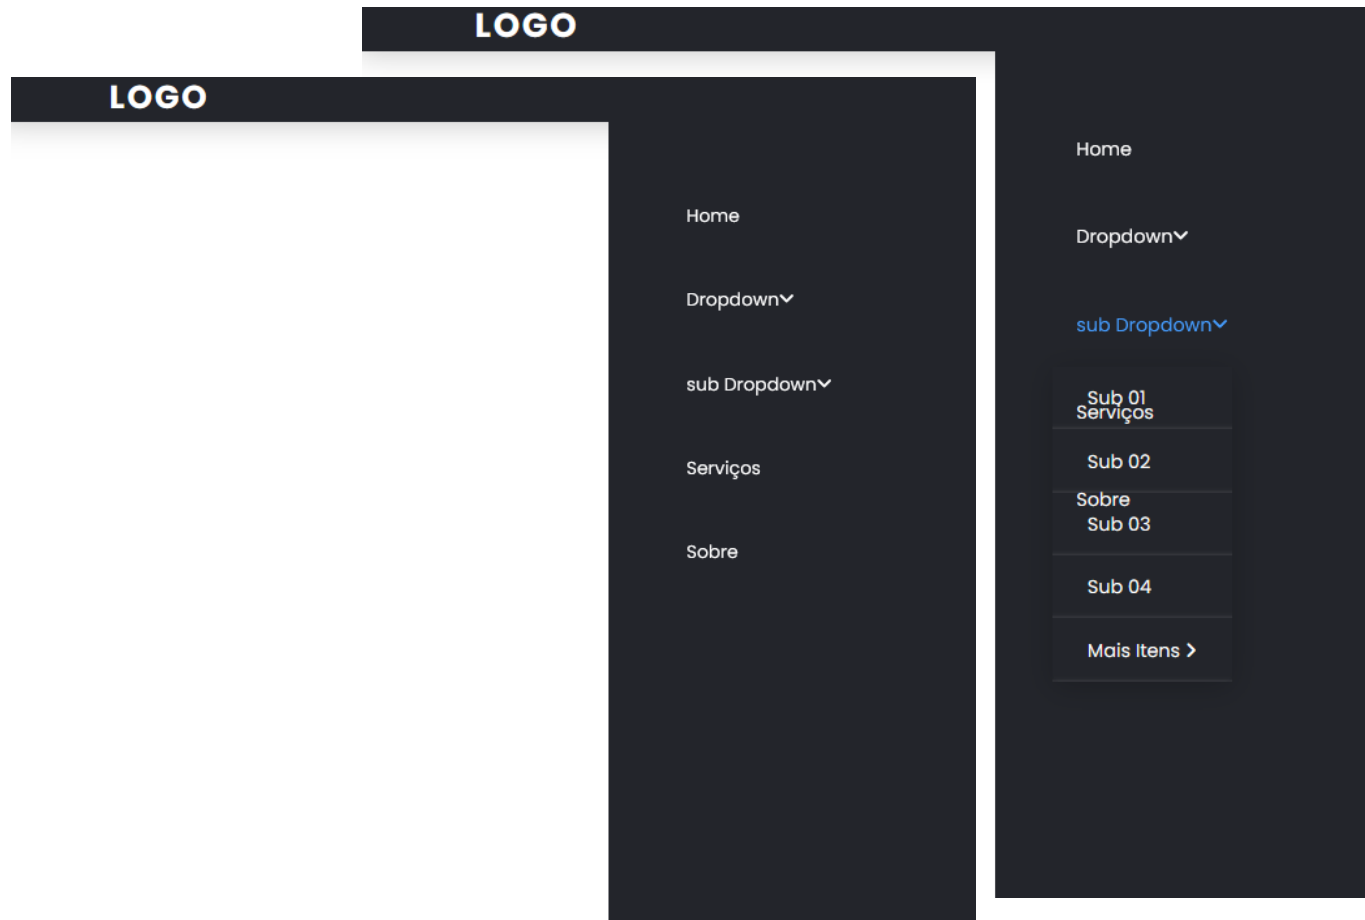 LOGO
Home
Dropdown
sub Dropdown
Serviços
Sobre
LOGO
Home
Dropdown
sub Dropdown
Sub 01
Serviços
Sub 02
Sobre
Sub 03
Sub 04
Mais Itens